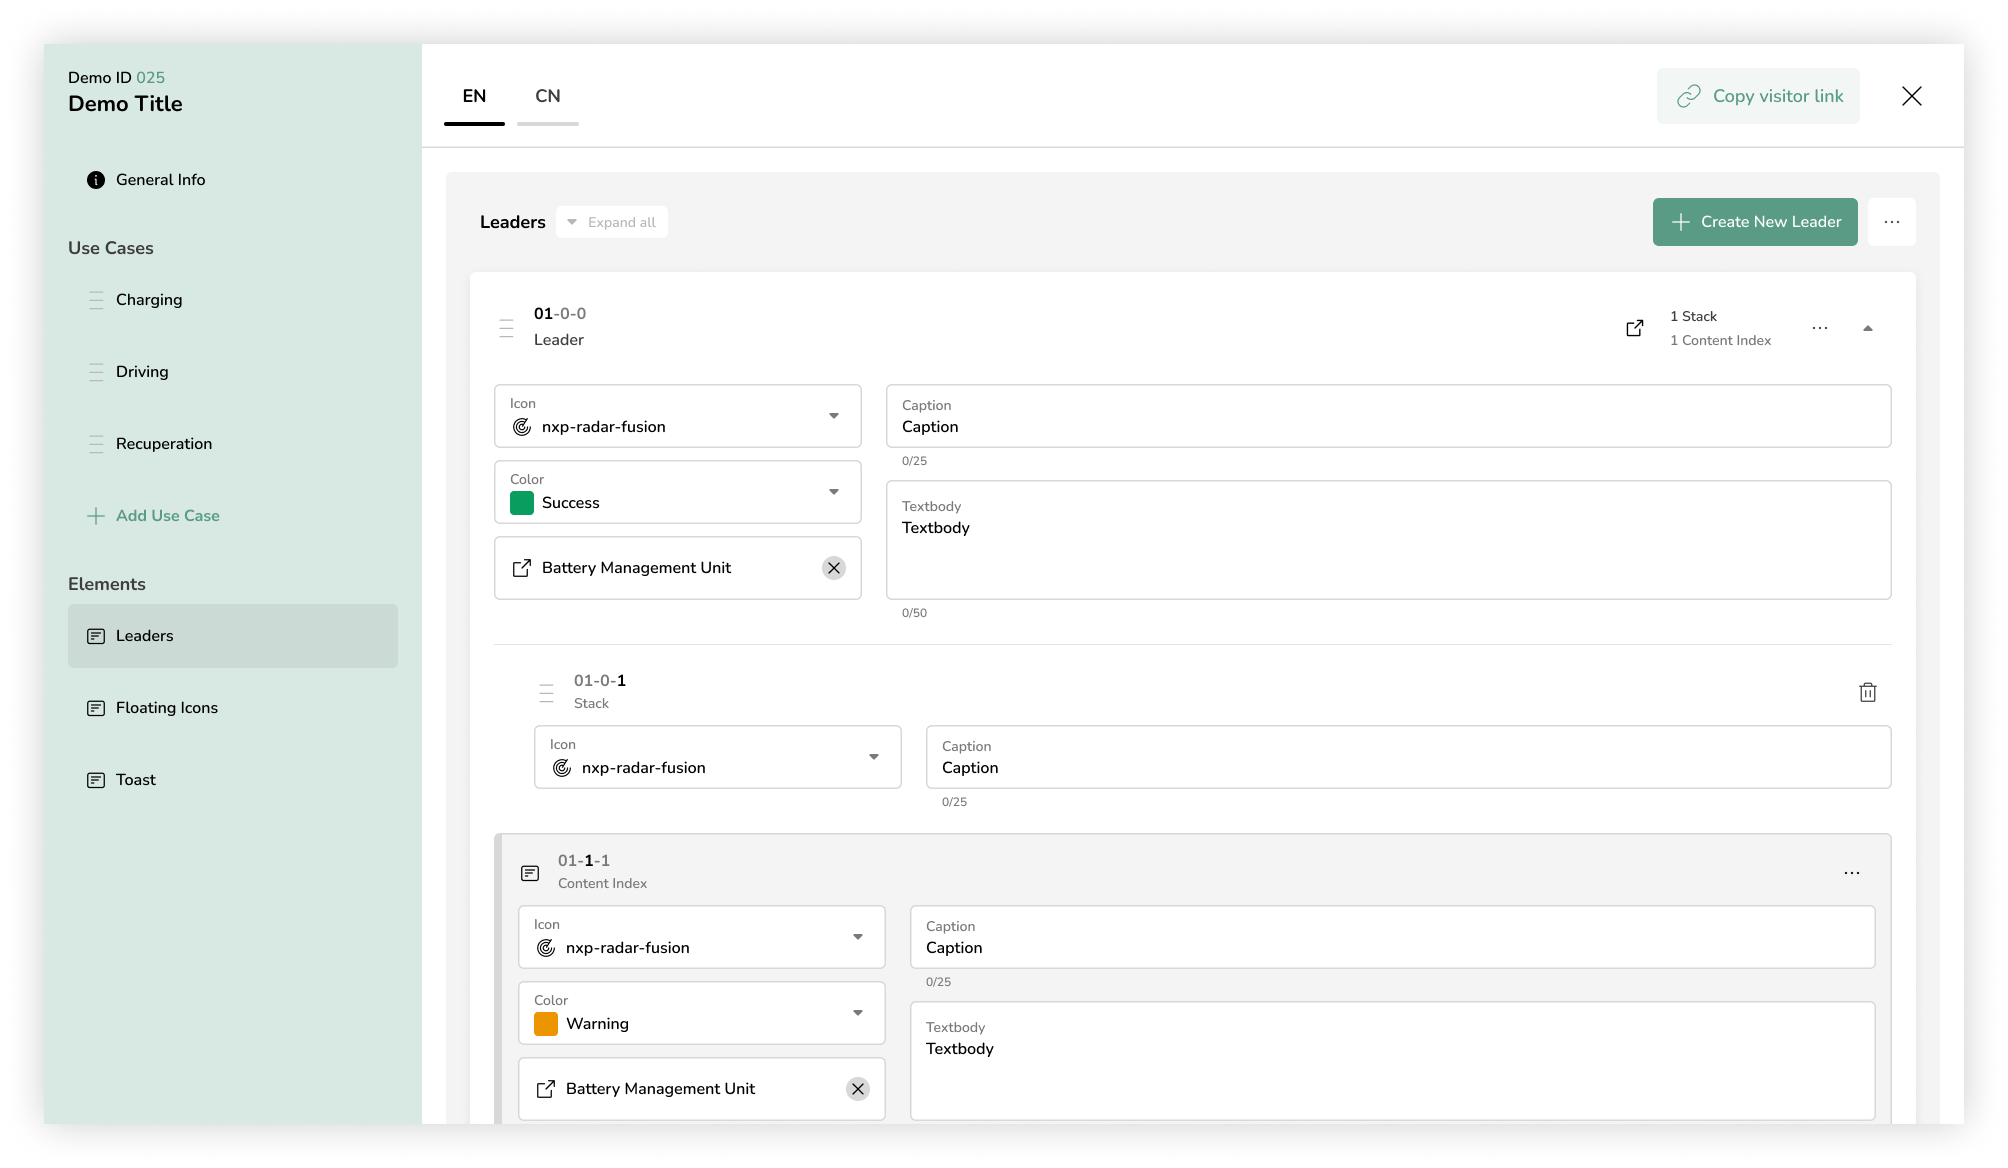 Demo ID 025
Demo Title
General Info
Use Cases
Charging
Driving
Recuperation
Add Use Case
Elements
Leaders
Floating Icons
Toast
EN
CN
Copy visitor link
Leaders
Expand all
Create New Leader
01-0-0
Leader
1 Stack
1 Content Index
Icon
nxp-radar-fusion
Color
Success
Battery Management Unit
Caption
Caption
0/25
Textbody
Textbody
0/50
01-0-1
Stack
Icon
nxp-radar-fusion
Caption
Caption
0/25
01-1-1
Content Index
Icon
nxp-radar-fusion
Color
Warning
Battery Management Unit
Caption
Caption
0/25
Textbody
Textbody